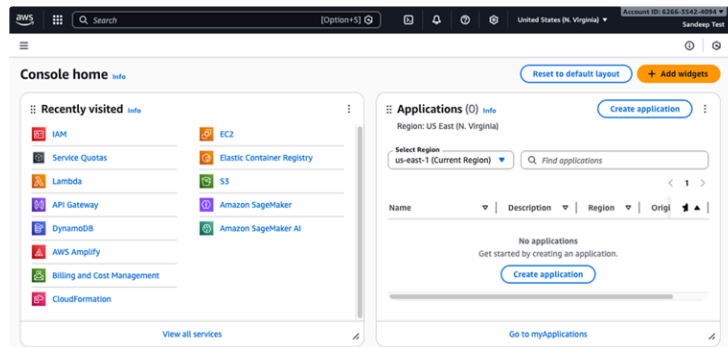 aws
Search [Option+S]
United States (N. Virginia)
Account ID: 6266-3542-4094
Sandeep Test
Console home Info
Reset to default layout
+ Add widgets
Recently visited Info
IAM
Service Quotas
Lambda
API Gateway
DynamoDB
AWS Amplify
Billing and Cost Management
CloudFormation
EC2
Elastic Container Registry
S3
Amazon SageMaker
Amazon SageMaker AI
View all services
Applications (0) Info
Create application
Region: US East (N. Virginia)
Select Region
us-east-1 (Current Region)
Find applications
1
Name Description Region Origi
No applications
Get started by creating an application.
Create application
Go to myApplications